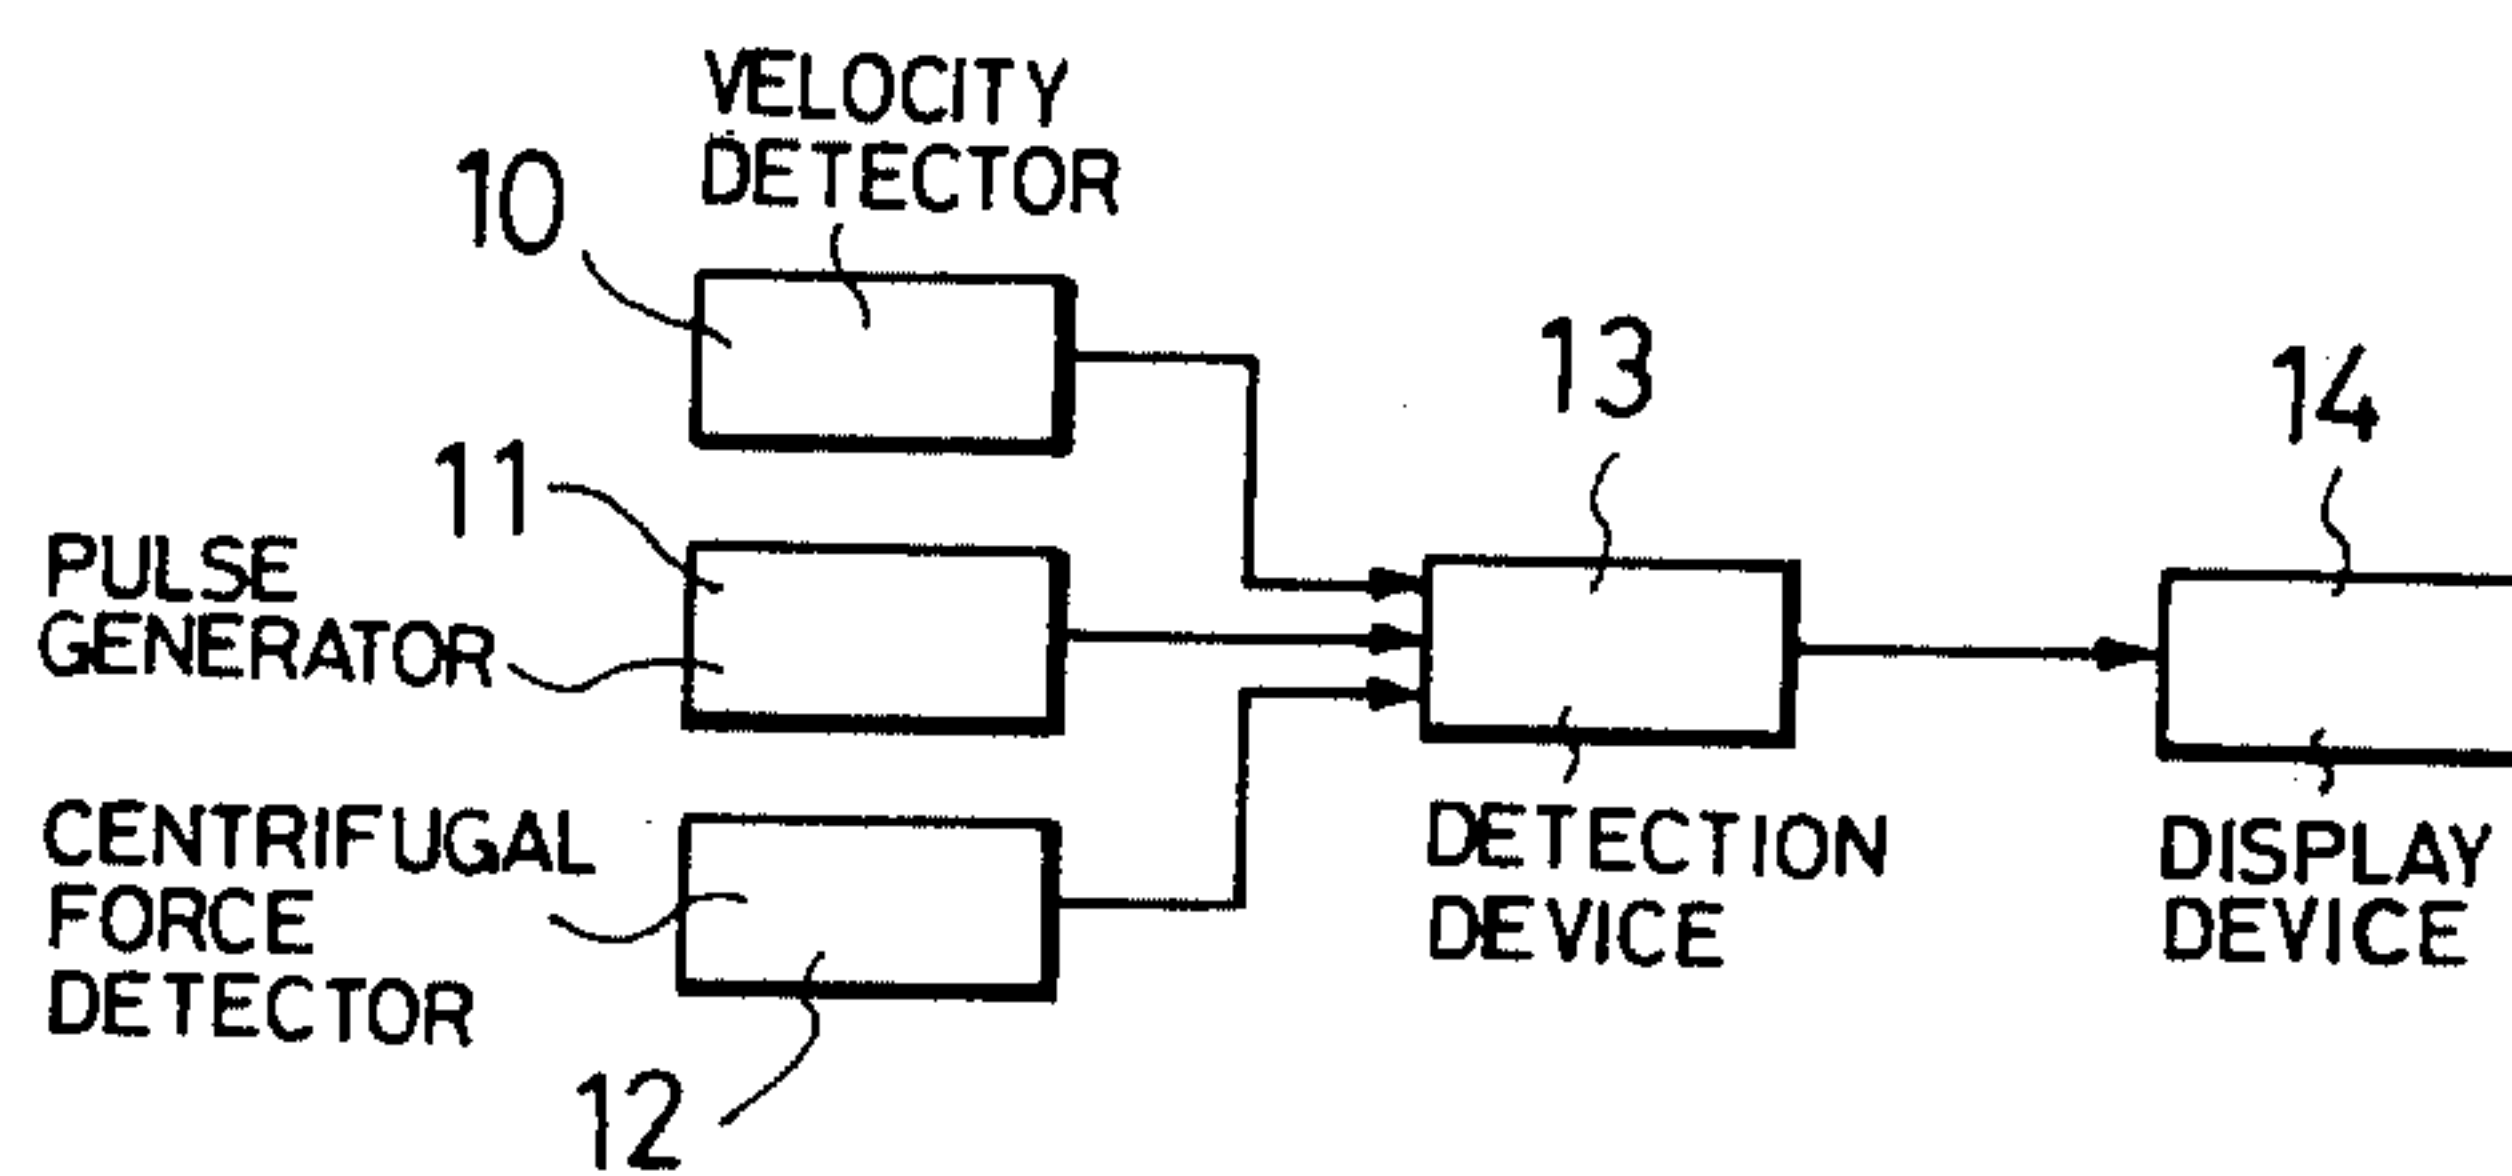 VELOCITY
DETECTOR
10
13
14
11
PULSE
GENERATOR
CENTRIFUGAL
FORCE
DETECTOR
12
DETECTION
DEVICE
DISPLAY
DEVICE